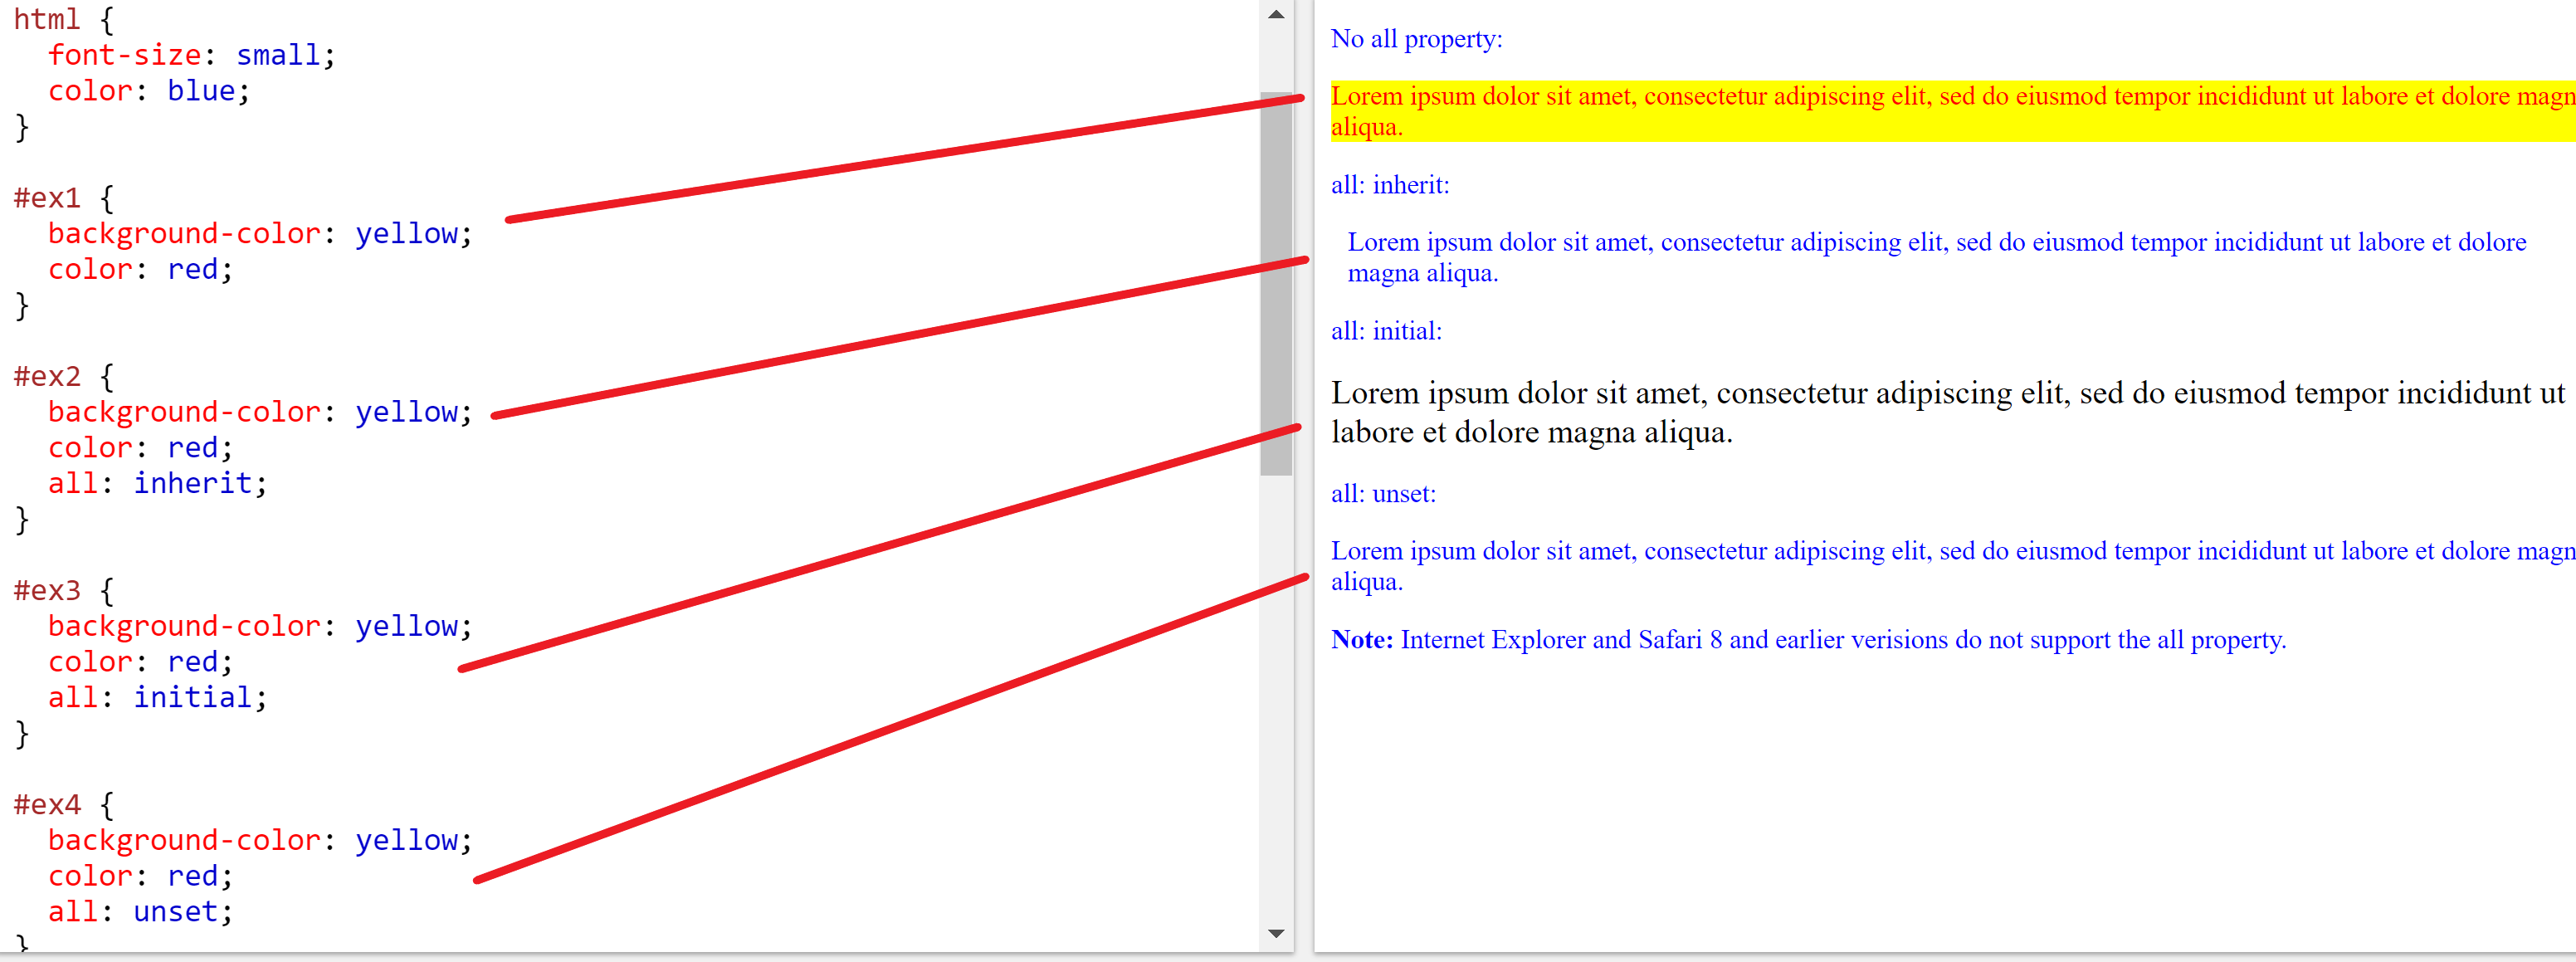 html {
  font-size: small;
  color: blue;
}
#ex1 {
  background-color: yellow;
  color: red;
}
#ex2 {
  background-color: yellow;
  color: red;
  all: inherit;
}
#ex3 {
  background-color: yellow;
  color: red;
  all: initial;
}
#ex4 {
  background-color: yellow;
  color: red;
  all: unset;
}
No all property:
Lorem ipsum dolor sit amet, consectetur adipiscing elit, sed do eiusmod tempor incididunt ut labore et dolore magn
aliqua.
all: inherit:
Lorem ipsum dolor sit amet, consectetur adipiscing elit, sed do eiusmod tempor incididunt ut labore et dolore
magna aliqua.
all: initial:
Lorem ipsum dolor sit amet, consectetur adipiscing elit, sed do eiusmod tempor incididunt ut
labore et dolore magna aliqua.
all: unset:
Lorem ipsum dolor sit amet, consectetur adipiscing elit, sed do eiusmod tempor incididunt ut labore et dolore magn
aliqua.
Note: Internet Explorer and Safari 8 and earlier verisions do not support the all property.